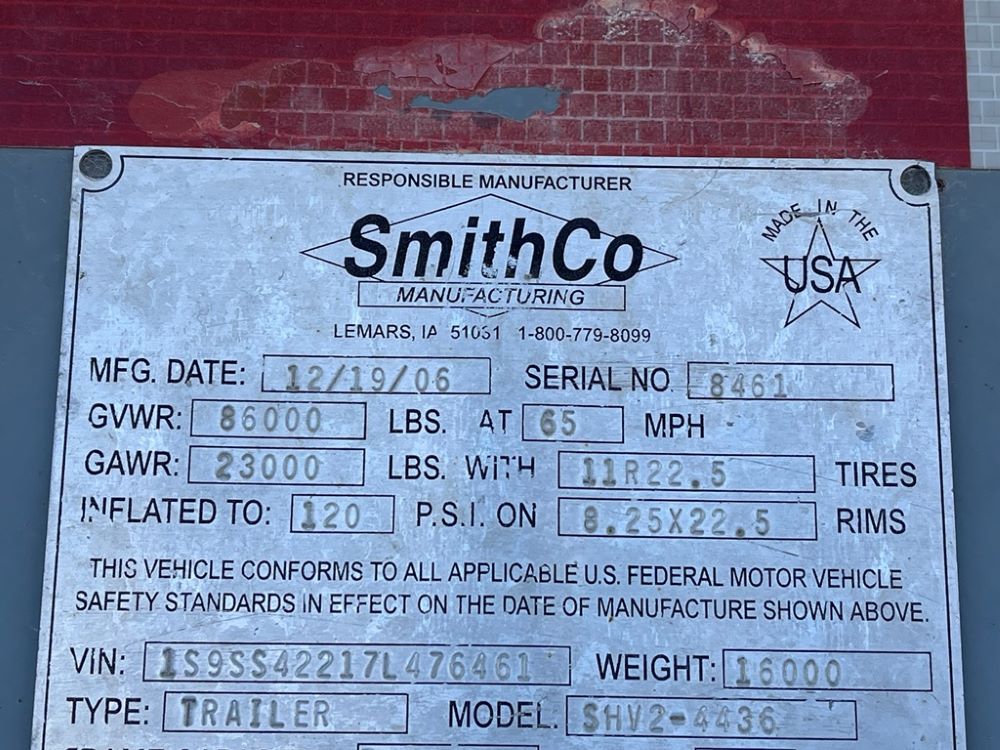 RESPONSIBLE MANUFACTURER
SmithCo
MANUFACTURING
MADE IN THE
USA
LEMARS, IA 51031 1-800-779-8099
MFG. DATE: 12/19/06 SERIAL NO 8461
GVWR: 86000 LBS. AT 65 MPH
GAWR: 23000 LBS. WITH 11R22.5 TIRES
INFLATED TO: 120 P.S.I. ON 8.25X22.5 RIMS
THIS VEHICLE CONFORMS TO ALL APPLICABLE U.S. FEDERAL MOTOR VEHICLE
SAFETY STANDARDS IN EFFECT ON THE DATE OF MANUFACTURE SHOWN ABOVE.
VIN: 1S9SS42217L476461 WEIGHT: 16000
TYPE: TRAILER MODEL: SHV2-4436